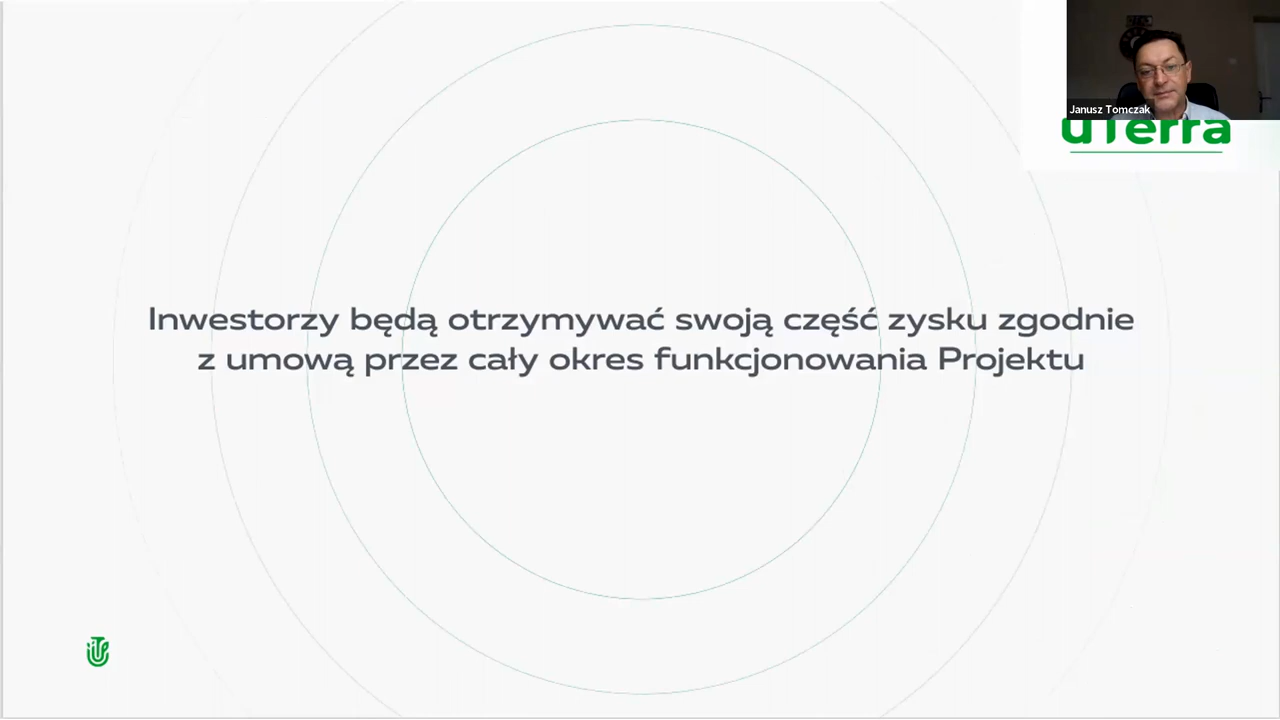 Janusz Tomczak
uTerra
Inwestorzy będą otrzymywać swoją część zysku zgodnie
z umową przez cały okres funkcjonowania Projektu